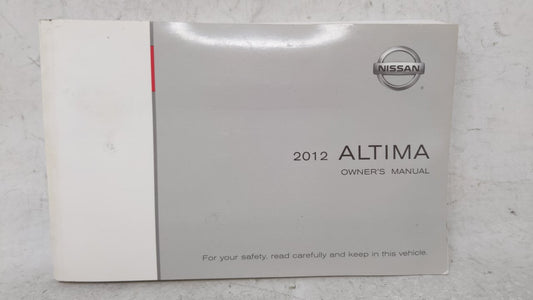 NISSAN
2012 ALTIMA
OWNER'S MANUAL
For your safety, read carefully and keep in this vehicle.